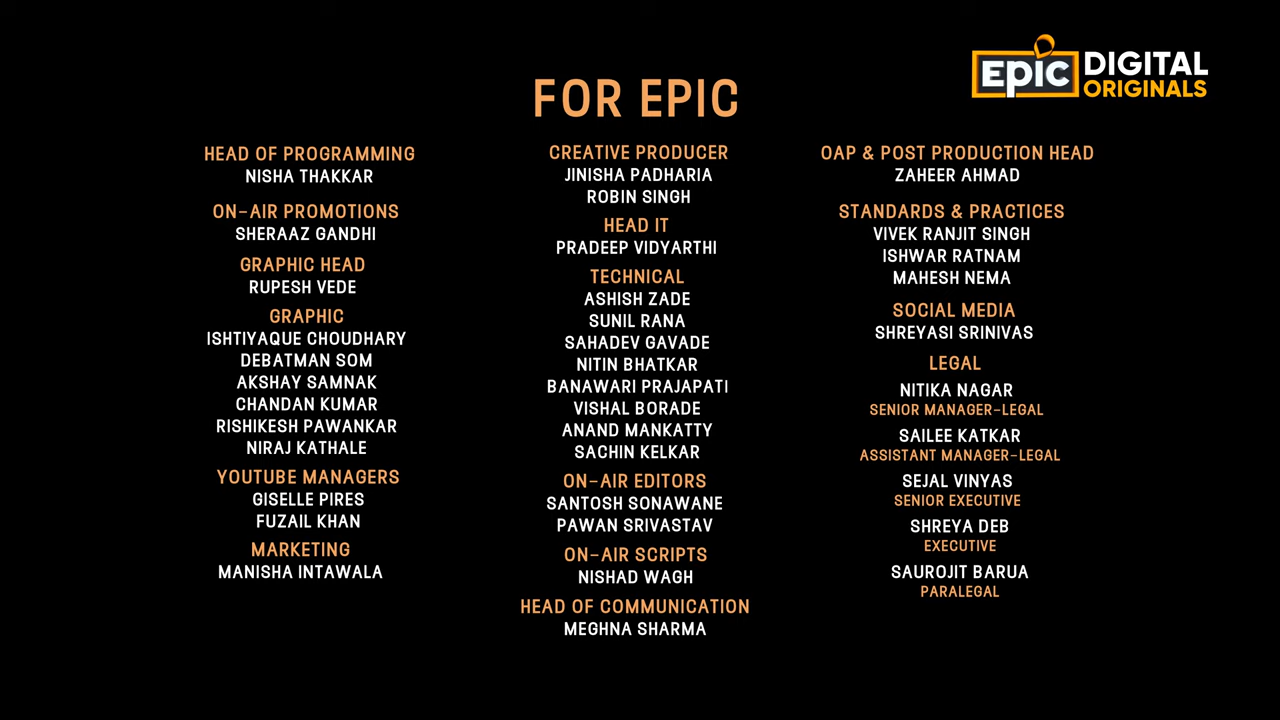 EPIC DIGITAL
ORIGINALS
FOR EPIC
HEAD OF PROGRAMMING
NISHA THAKKAR
ON-AIR PROMOTIONS
SHERAAZ GANDHI
GRAPHIC HEAD
RUPESH VEDE
GRAPHIC
ISHTIYAQUE CHOUDHARY
DEBATMAN SOM
AKSHAY SAMNAK
CHANDAN KUMAR
RISHIKESH PAWANKAR
NIRAJ KATHALE
YOUTUBE MANAGERS
GISELLE PIRES
FUZAIL KHAN
MARKETING
MANISHA INTAWALA
CREATIVE PRODUCER
JINISHA PADHARIA
ROBIN SINGH
HEAD IT
PRADEEP VIDYARTHI
TECHNICAL
ASHISH ZADE
SUNIL RANA
SAHADEV GAVADE
NITIN BHATKAR
BANAWARI PRAJAPATI
VISHAL BORADE
ANAND MANKATTY
SACHIN KELKAR
ON-AIR EDITORS
SANTOSH SONAWANE
PAWAN SRIVASTAV
ON-AIR SCRIPTS
NISHAD WAGH
HEAD OF COMMUNICATION
MEGHNA SHARMA
OAP & POST PRODUCTION HEAD
ZAHEER AHMAD
STANDARDS & PRACTICES
VIVEK RANJIT SINGH
ISHWAR RATNAM
MAHESH NEMA
SOCIAL MEDIA
SHREYASI SRINIVAS
LEGAL
NITIKA NAGAR
SENIOR MANAGER-LEGAL
SAILEE KATKAR
ASSISTANT MANAGER-LEGAL
SEJAL VINYAS
SENIOR EXECUTIVE
SHREYA DEB
EXECUTIVE
SAUROJIT BARUA
PARALEGAL